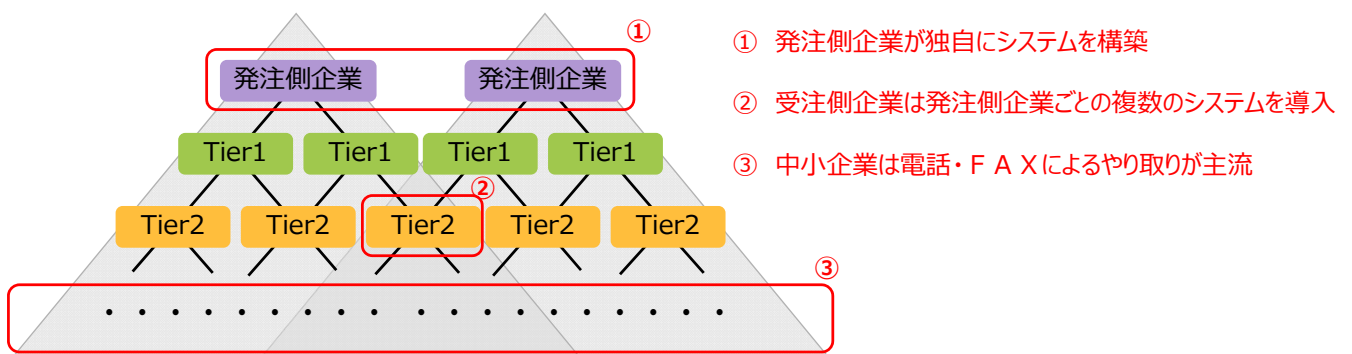 ①
発注側企業 発注側企業
Tier1 Tier1 Tier1 Tier1
②
Tier2 Tier2 Tier2 Tier2 Tier2
③
・・・・・・・・・・ ・・・・・・・・・・
① 発注側企業が独自にシステムを構築
② 受注側企業は発注側企業ごとの複数のシステムを導入
③ 中小企業は電話・ＦＡＸによるやり取りが主流